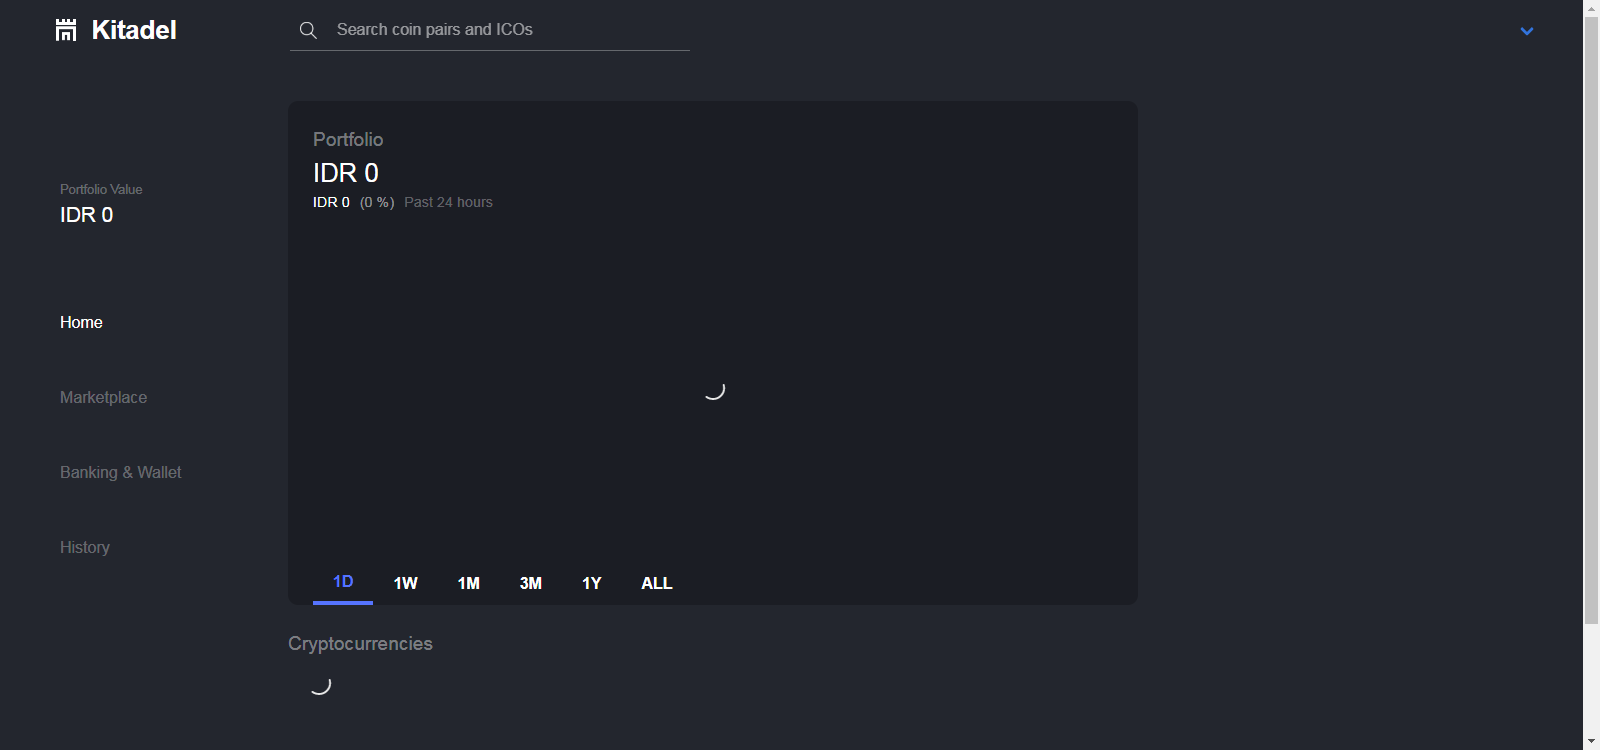 Kitadel
Search coin pairs and ICOs
Portfolio Value
IDR 0
Home
Marketplace
Banking & Wallet
History
Portfolio
IDR 0
IDR 0 (0 %) Past 24 hours
1D 1W 1M 3M 1Y ALL
Cryptocurrencies